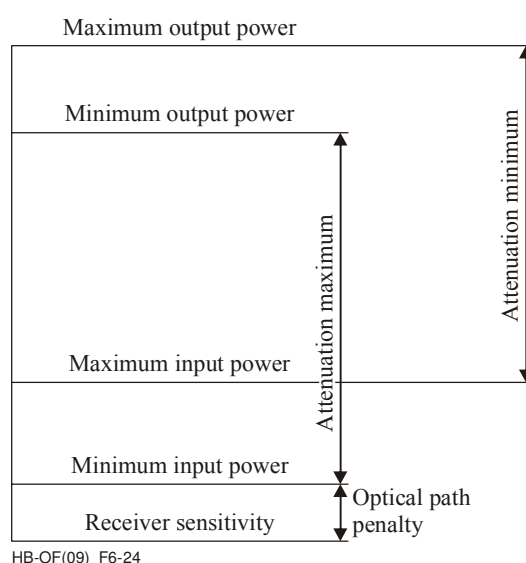 Maximum output power
Minimum output power
Attenuation minimum
Attenuation maximum
Maximum input power
Minimum input power
Optical path
penalty
Receiver sensitivity
HB-OF(09)_F6-24